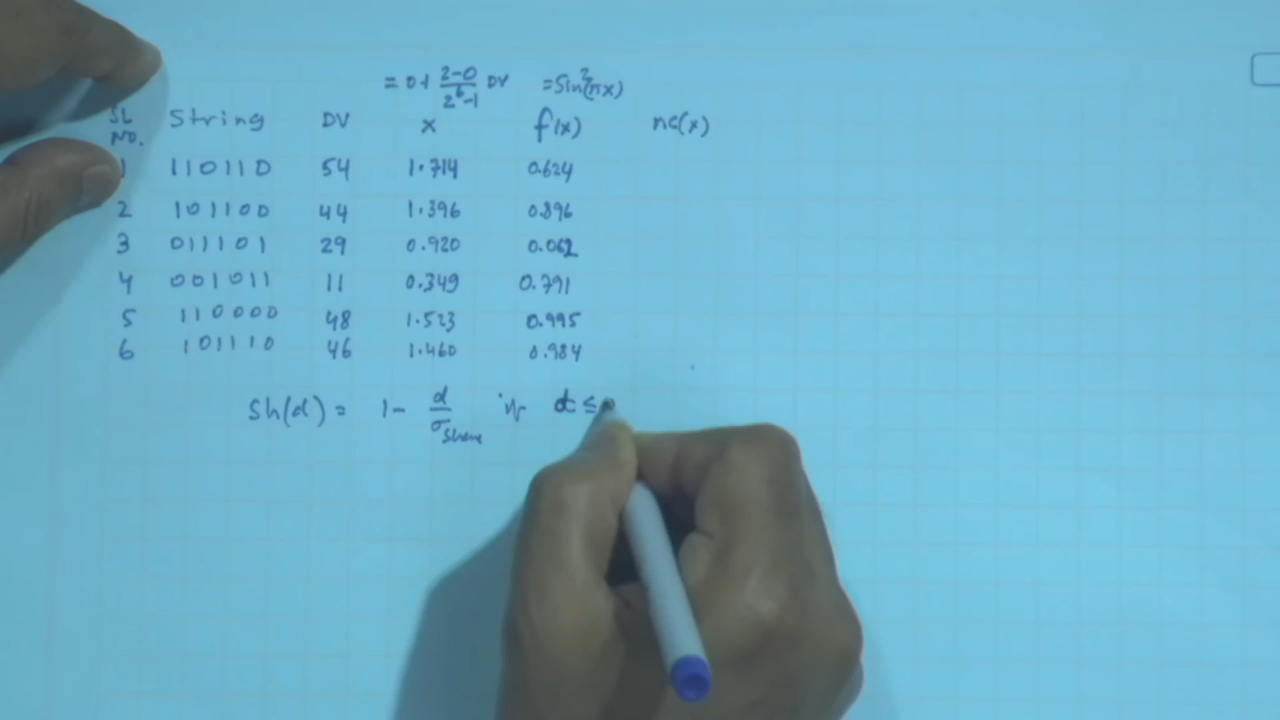 = 0 + 2-0/2^6-1 DV = Sin²(πx)
SL NO. String DV x f(x) nc(x)
1 110110 54 1.714 0.624
2 101100 44 1.396 0.896
3 011101 29 0.920 0.062
4 001011 11 0.349 0.791
5 110000 48 1.523 0.995
6 101110 46 1.460 0.984
Sh(d) = 1 - d/σshare if d ≤